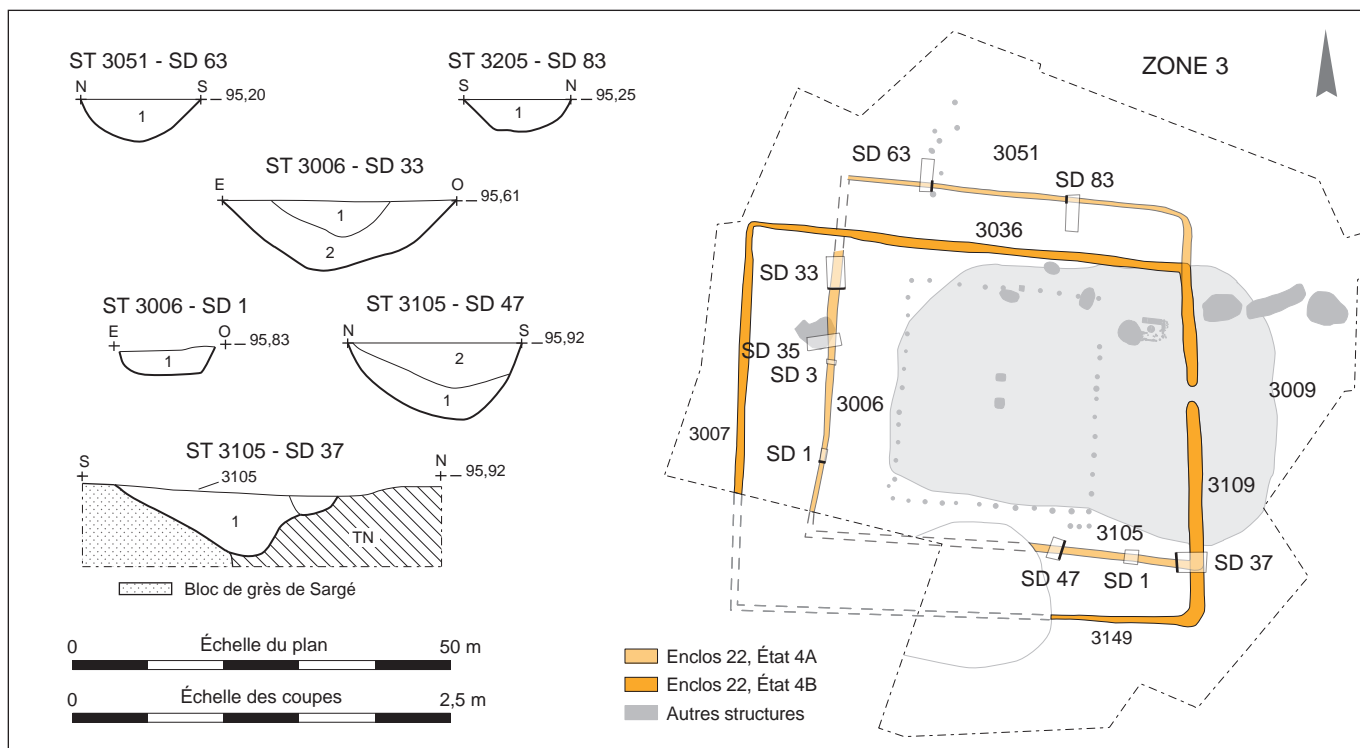 ST 3051 - SD 63
N S
95,20
1
ST 3205 - SD 83
S N
95,25
1
ST 3006 - SD 33
E O
95,61
1
2
ST 3006 - SD 1
E O
95,83
1
ST 3105 - SD 47
N S
95,92
2
1
ST 3105 - SD 37
S N
95,92
3105
1
TN
Bloc de grès de Sargé
0 Échelle du plan 50 m
0 Échelle des coupes 2,5 m
ZONE 3
SD 63
3051
SD 83
3036
SD 33
SD 35
SD 3
3006
3009
3007
SD 1
3109
3105
SD 47
SD 1
SD 37
3149
Enclos 22, État 4A
Enclos 22, État 4B
Autres structures